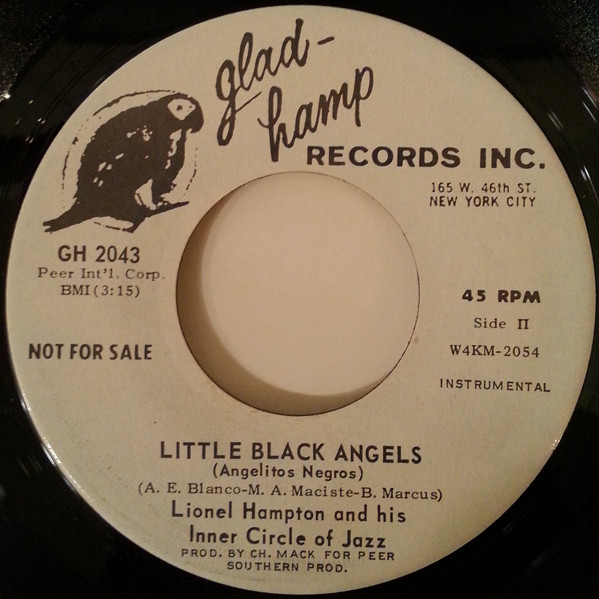 glad-
hamp
RECORDS INC.
165 W. 46th ST.
NEW YORK CITY
GH 2043
Peer Int'l. Corp.
BMI (3:15)
45 RPM
Side II
W4KM-2054
NOT FOR SALE
INSTRUMENTAL
LITTLE BLACK ANGELS
(Angelitos Negros)
(A. E. Blanco-M. A. Maciste-B. Marcus)
Lionel Hampton and his
Inner Circle of Jazz
PROD. BY CH. MACK FOR PEER
SOUTHERN PROD.